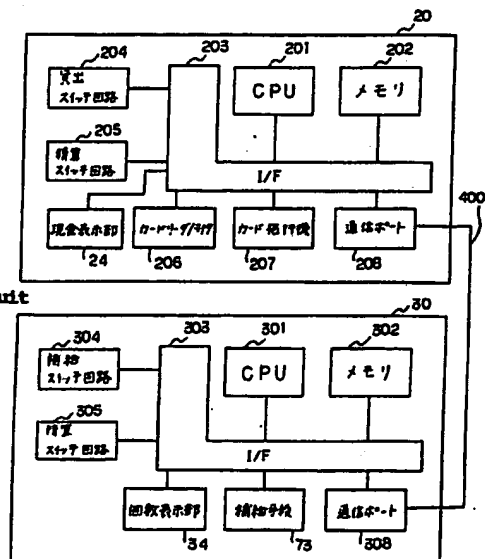 20
204
203
201
202
貸出
スイッチ回路
CPU
メモリ
205
精算
スイッチ回路
I/F
400
現金表示部
カードリーダ/ライタ
カード発行機
通信ポート
24
206
207
208
uit
30
304
303
301
302
補給
スイッチ回路
CPU
メモリ
305
精算
スイッチ回路
I/F
回数表示部
補給手段
通信ポート
34
73
308